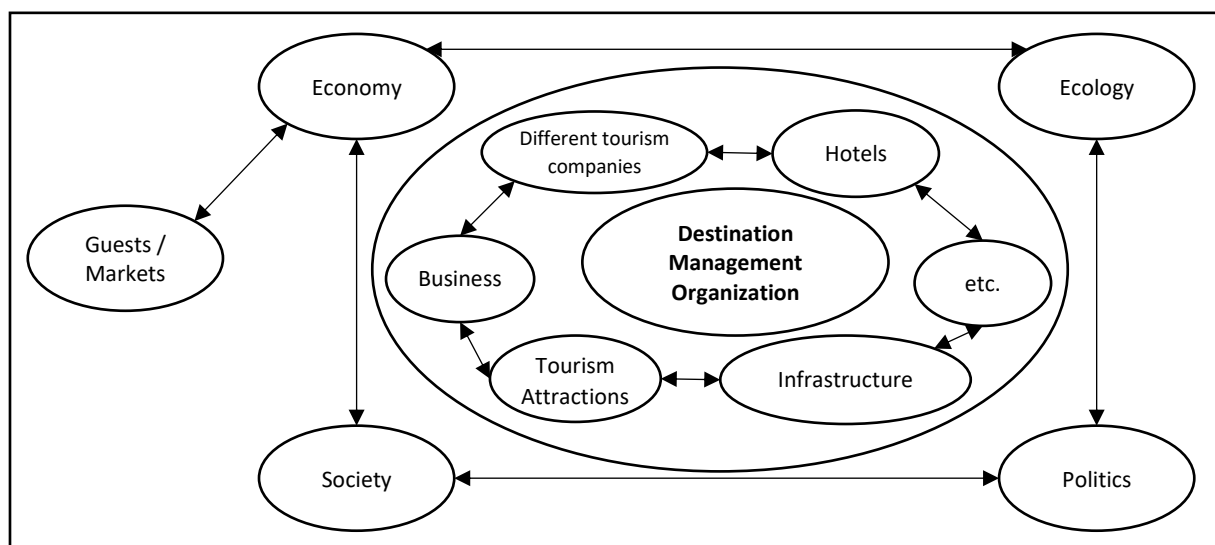 Economy
Ecology
Different tourism
companies
Hotels
Guests /
Markets
Destination
Management
Organization
Business
etc.
Tourism
Attractions
Infrastructure
Society
Politics